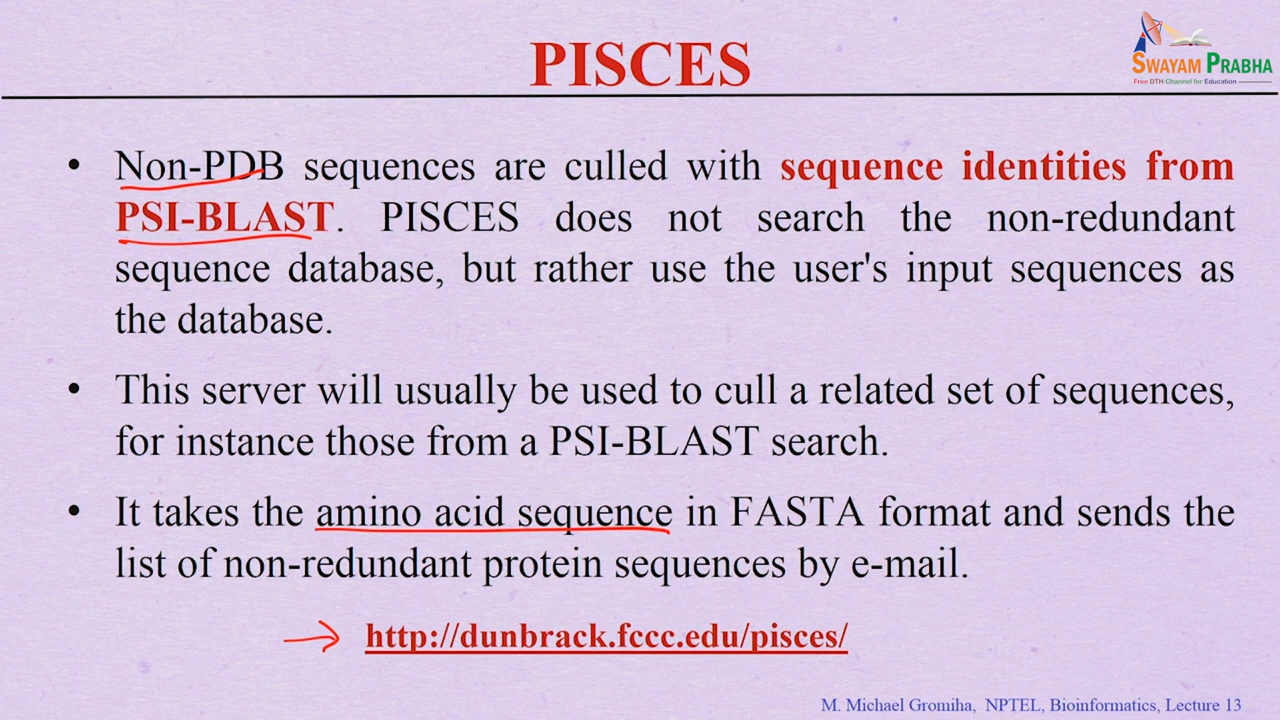 PISCES
SWAYAM PRABHA
Free DTH Channel for Education
• Non-PDB sequences are culled with sequence identities from
PSI-BLAST. PISCES does not search the non-redundant
sequence database, but rather use the user's input sequences as
the database.
• This server will usually be used to cull a related set of sequences,
for instance those from a PSI-BLAST search.
• It takes the amino acid sequence in FASTA format and sends the
list of non-redundant protein sequences by e-mail.
http://dunbrack.fccc.edu/pisces/
M. Michael Gromiha, NPTEL, Bioinformatics, Lecture 13